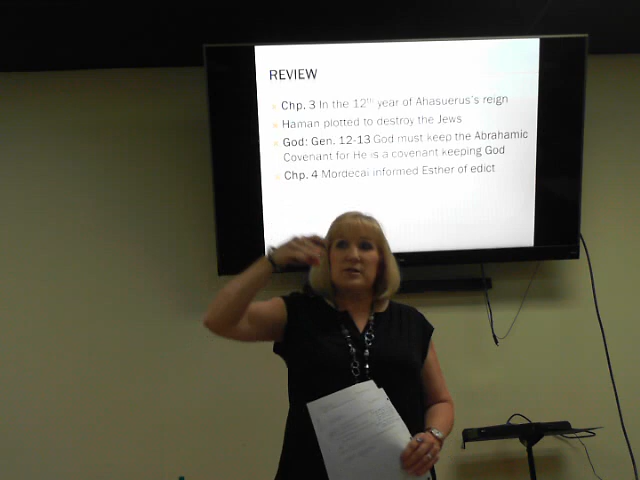 REVIEW
Chp. 3 In the 12th year of Ahasuerus's reign
Haman plotted to destroy the Jews
God: Gen. 12-13 God must keep the Abrahamic
Covenant for He is a covenant keeping God
Chp. 4 Mordecai informed Esther of edict